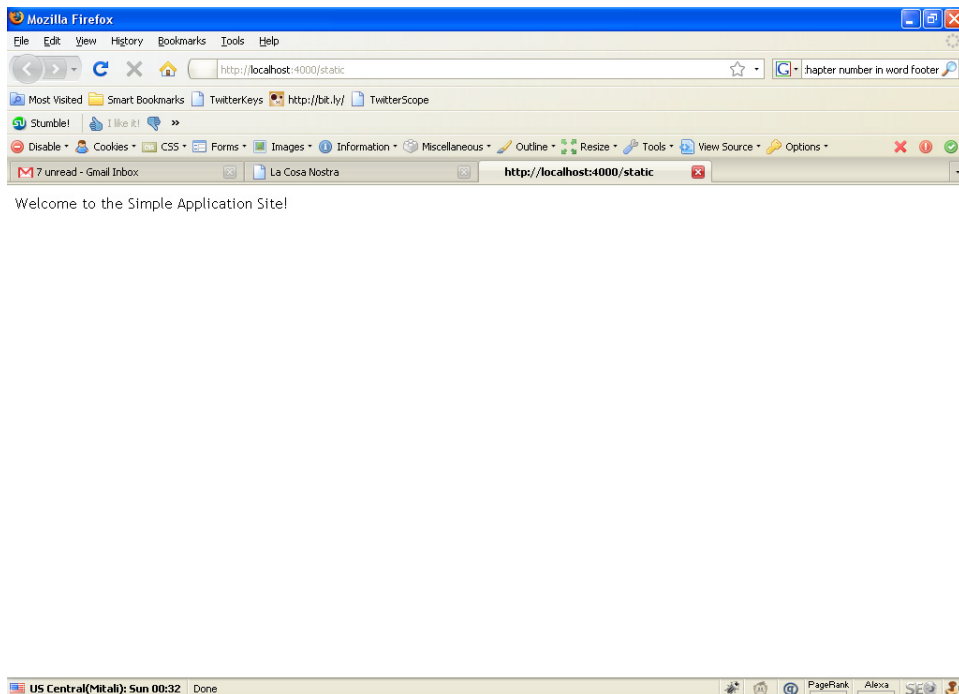 Mozilla Firefox
File Edit View History Bookmarks Tools Help
http://localhost:4000/static G hapter number in word footer
Most Visited Smart Bookmarks TwitterKeys http://bit.ly/ TwitterScope
Stumble! I like it! »
Disable Cookies CSS Forms Images Information Miscellaneous Outline Resize Tools View Source Options
7 unread - Gmail Inbox La Cosa Nostra http://localhost:4000/static
Welcome to the Simple Application Site!
US Central(Mitali): Sun 00:32 Done @ PageRank Alexa